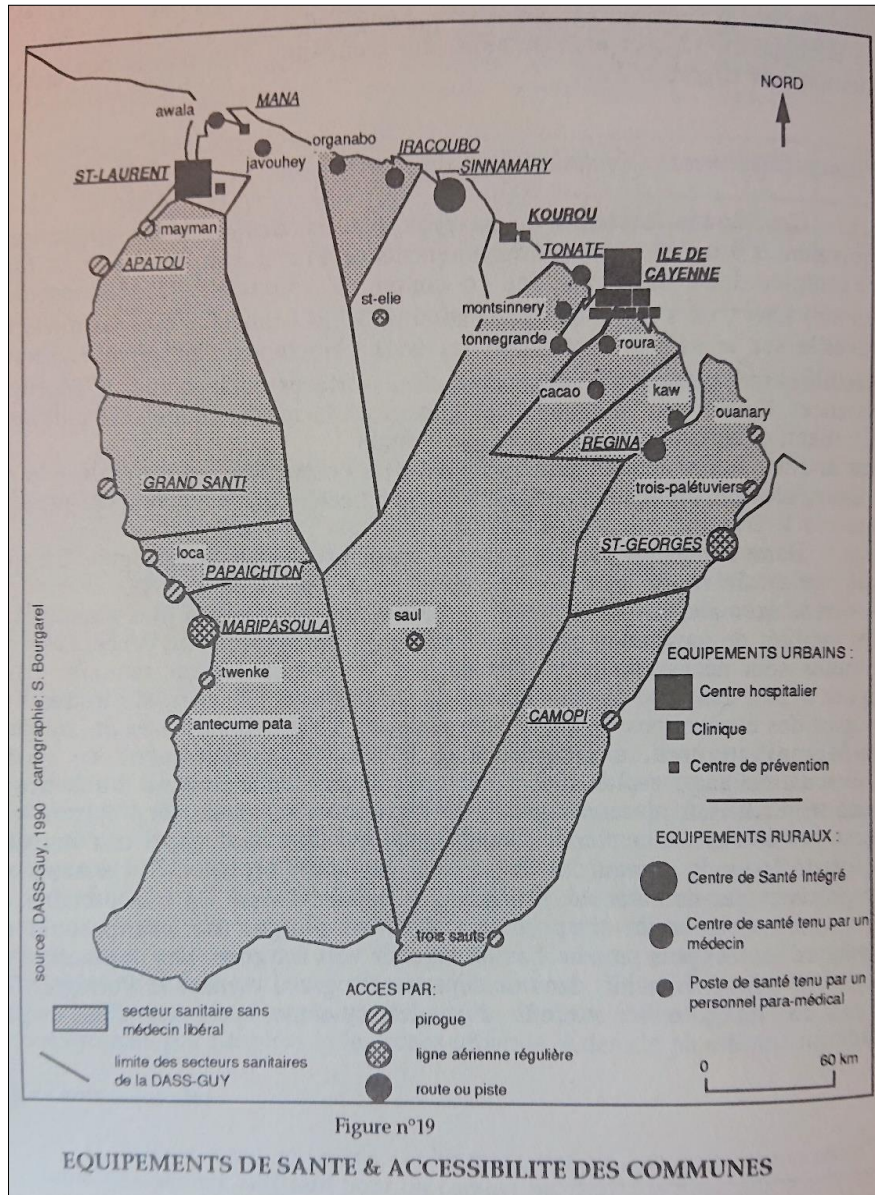 NORD
MANA
awala
organabo
IRACOUBO
javouhey
SINNAMARY
ST-LAURENT
KOUROU
mayman
TONATE
ILE DE
CAYENNE
APATOU
st-elie
montsinnery
tonnegrande
roura
cacao
kaw
ouanary
REGINA
GRAND SANTI
trois-palétuviers
ST-GEORGES
loca
PAPAICHTON
saul
MARIPASOULA
twenke
antecume pata
CAMOPI
trois sauts
EQUIPEMENTS URBAINS :
Centre hospitalier
Clinique
Centre de prévention
EQUIPEMENTS RURAUX :
Centre de Santé Intégré
Centre de santé tenu par un
médecin
Poste de santé tenu par un
personnel para-médical
source: DASS-Guy, 1990 cartographie: S. Bourgarel
secteur sanitaire sans
médecin libéral
limite des secteurs sanitaires
de la DASS-GUY
ACCES PAR:
pirogue
ligne aérienne régulière
route ou piste
0 60 km
Figure n°19
EQUIPEMENTS DE SANTE & ACCESSIBILITE DES COMMUNES